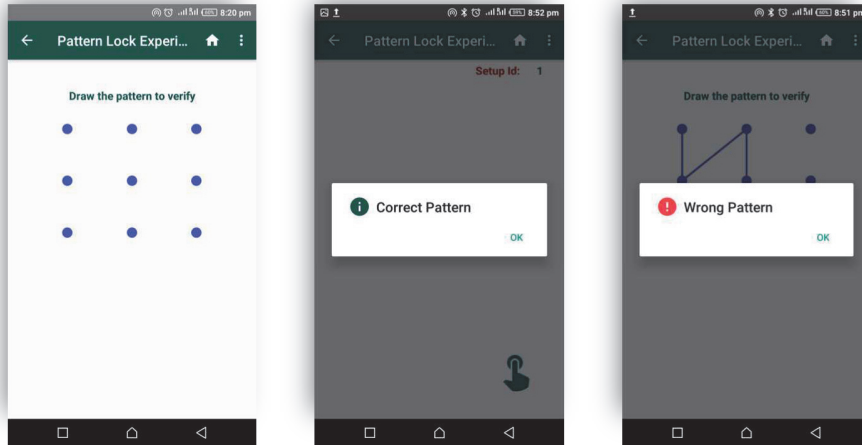 8:20 pm
Pattern Lock Experi...
Draw the pattern to verify
8:52 pm
Pattern Lock Experi...
Setup Id: 1
Correct Pattern
OK
8:51 pm
Pattern Lock Experi...
Draw the pattern to verify
Wrong Pattern
OK